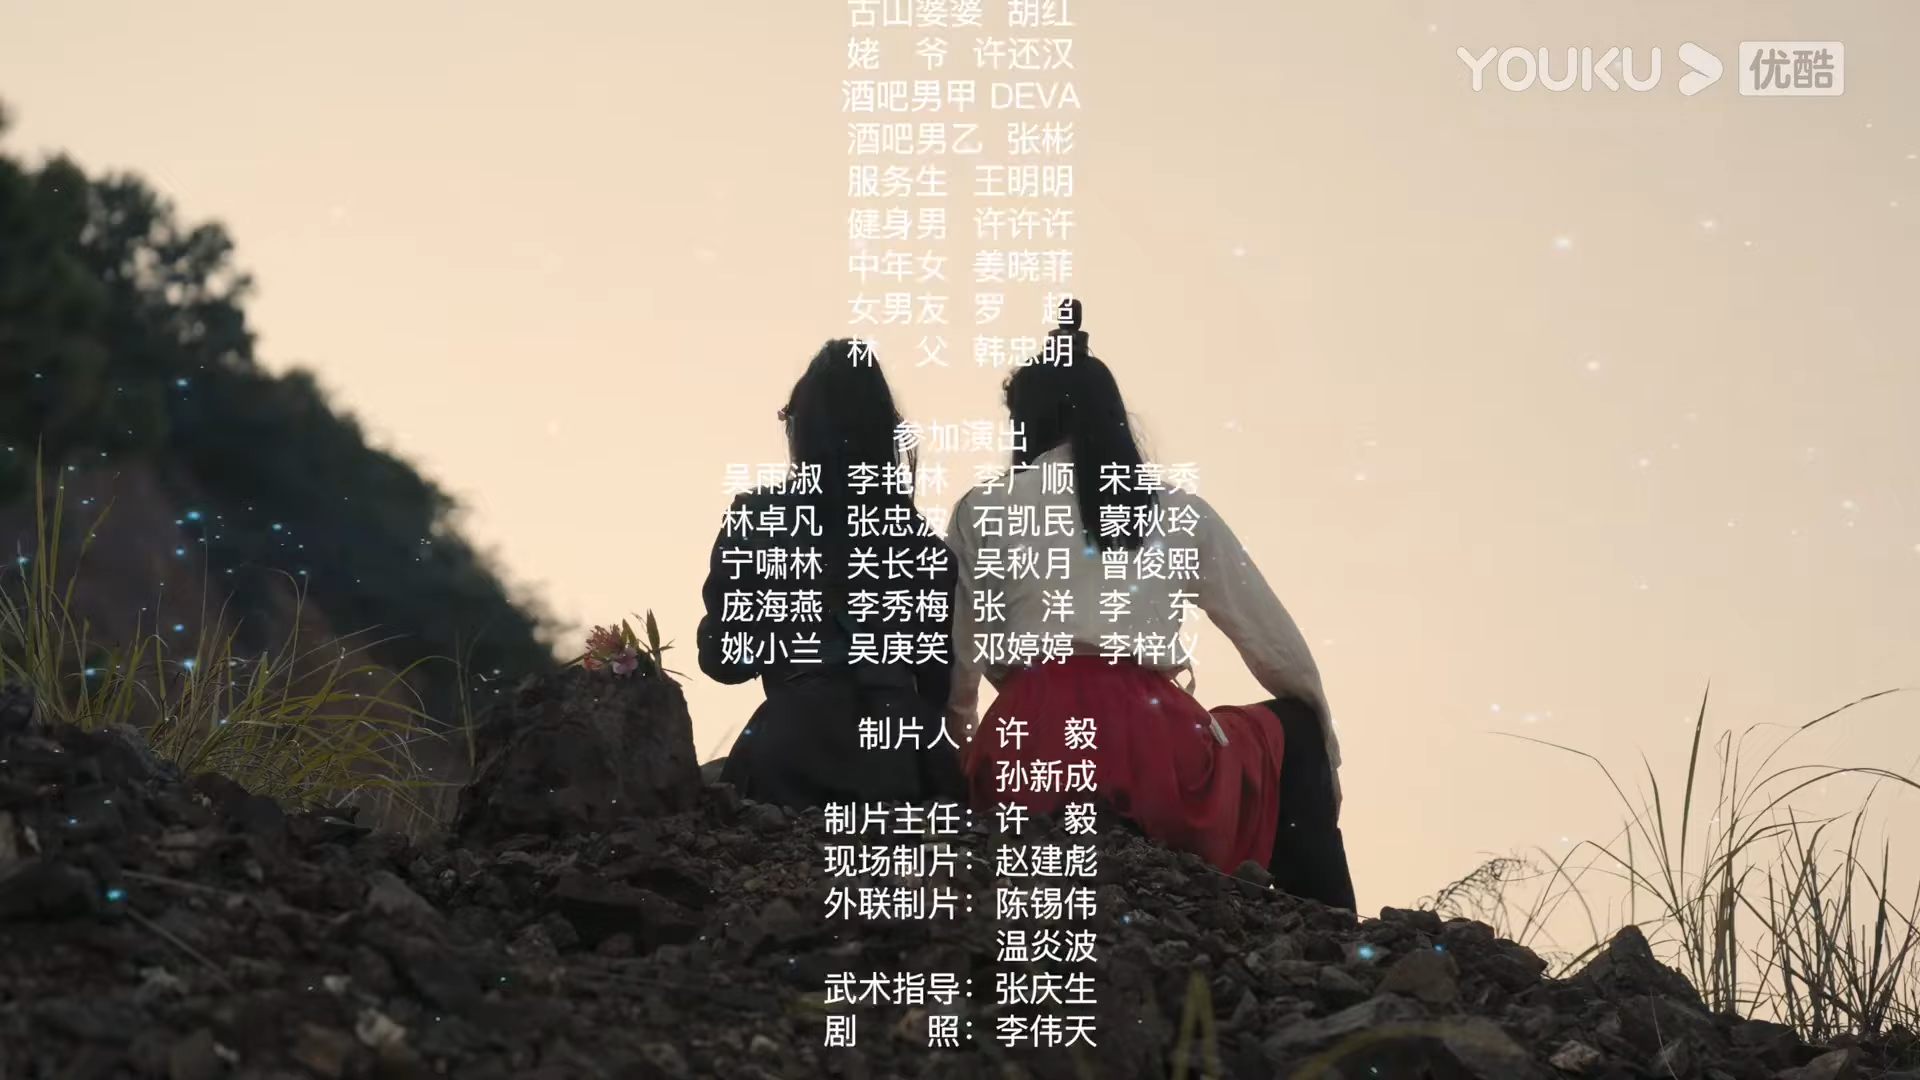 古山婆婆 胡红
姥 爷 许还汉
YOUKU 优酷
酒吧男甲 DEVA
酒吧男乙 张彬
服务生 王明明
健身男 许许许
中年女 姜晓菲
女男友 罗 超
林 父 韩忠明
参加演出
吴雨淑 李艳林 李广顺 宋章秀
林卓凡 张忠波 石凯民 蒙秋玲
宁啸林 关长华 吴秋月 曾俊熙
庞海燕 李秀梅 张 洋 李 东
姚小兰 吴庚笑 邓婷婷 李梓仪
制片人：许 毅
孙新成
制片主任：许 毅
现场制片：赵建彪
外联制片：陈锡伟
温炎波
武术指导：张庆生
剧 照：李伟天